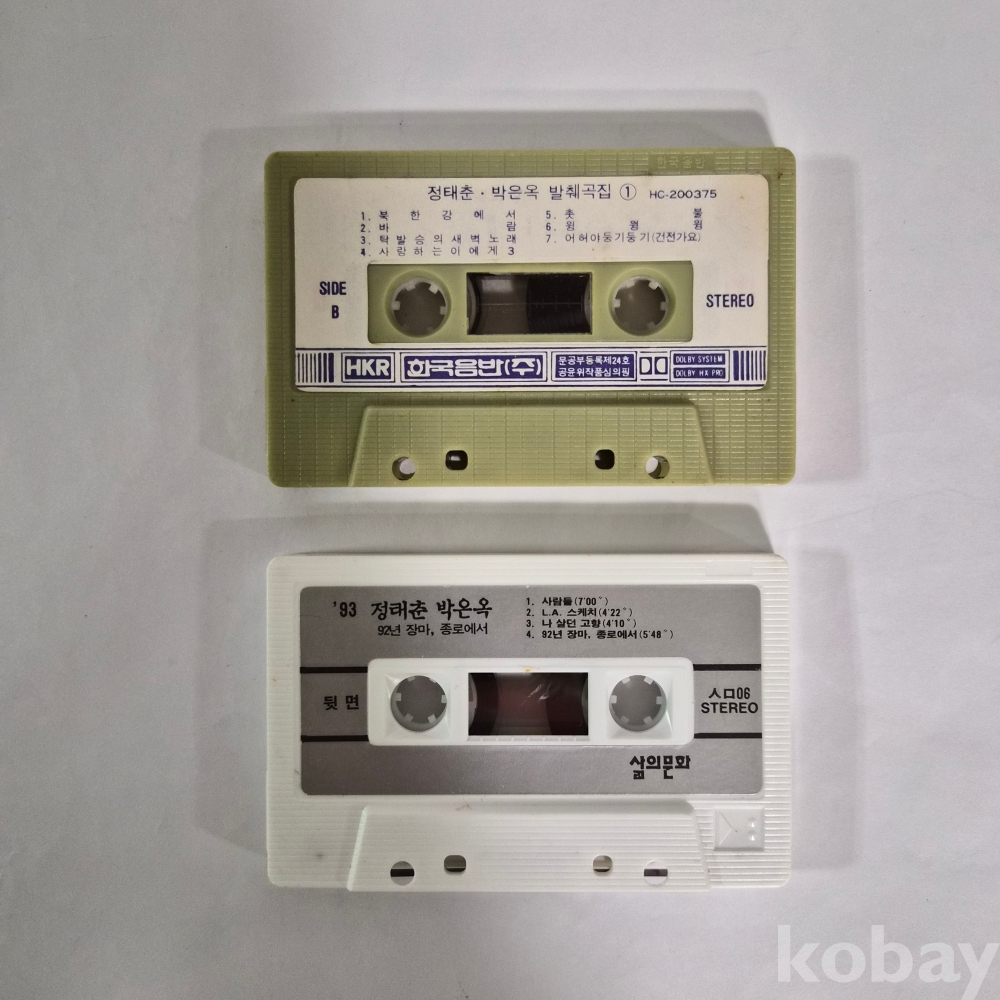 한국음반
정태춘·박은옥 발췌곡집 ① HC-200375
1. 북한강에서 5. 촛불
2. 바람 6. 윙윙윙
3. 탁발승의새벽노래 7. 어허야둥기둥기(건전가요)
4. 사랑하는이에게 3
SIDE B
STEREO
HKR 한국음반(주) 문공부등록제24호 DOLBY SYSTEM
공윤위작품심의필 DOLBY HX PRO
'93 정태춘 박은옥
92년 장마, 종로에서
1. 사람들(7'00")
2. L.A. 스케치(4'22")
3. 나 살던 고향(4'10")
4. 92년 장마, 종로에서(5'48")
뒷면
ㅅㅁ06
STEREO
삶의문화
kobay